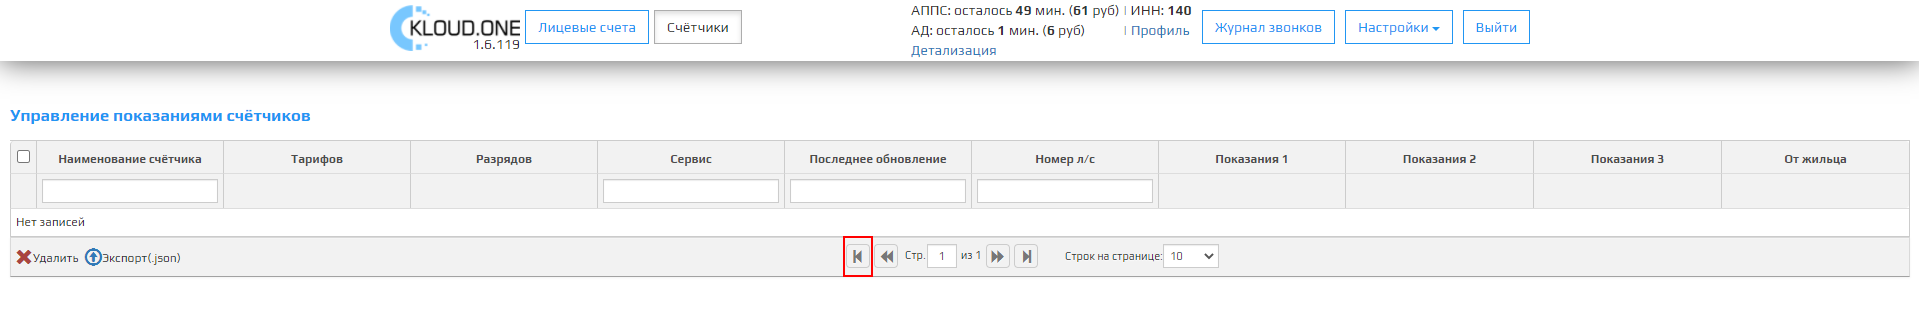 KLOUD.ONE
1.6.119
Лицевые счета
Счётчики
АППС: осталось 49 мин. (61 руб) | ИНН: 140
АД: осталось 1 мин. (6 руб) | Профиль
Детализация
Журнал звонков
Настройки
Выйти
Управление показаниями счётчиков
Наименование счётчика Тарифов Разрядов Сервис Последнее обновление Номер л/с Показания 1 Показания 2 Показания 3 От жильца
Нет записей
Удалить Экспорт(.json) Стр. 1 из 1 Строк на странице: 10